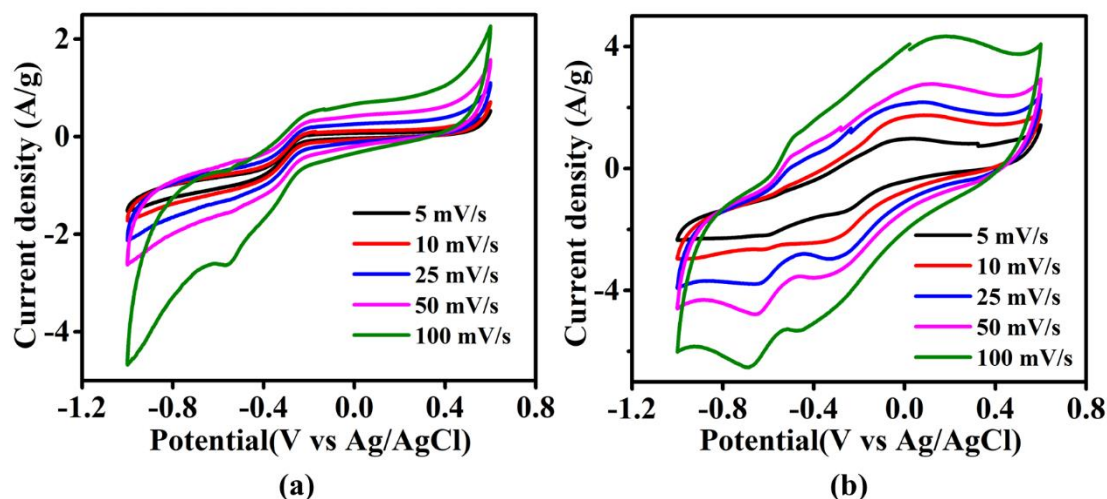 Current density (A/g)
2
0
-2
-4
5 mV/s
10 mV/s
25 mV/s
50 mV/s
100 mV/s
-1.2 -0.8 -0.4 0.0 0.4 0.8
Potential(V vs Ag/AgCl)
(a)
Current density (A/g)
4
0
-4
5 mV/s
10 mV/s
25 mV/s
50 mV/s
100 mV/s
-1.2 -0.8 -0.4 0.0 0.4 0.8
Potential(V vs Ag/AgCl)
(b)